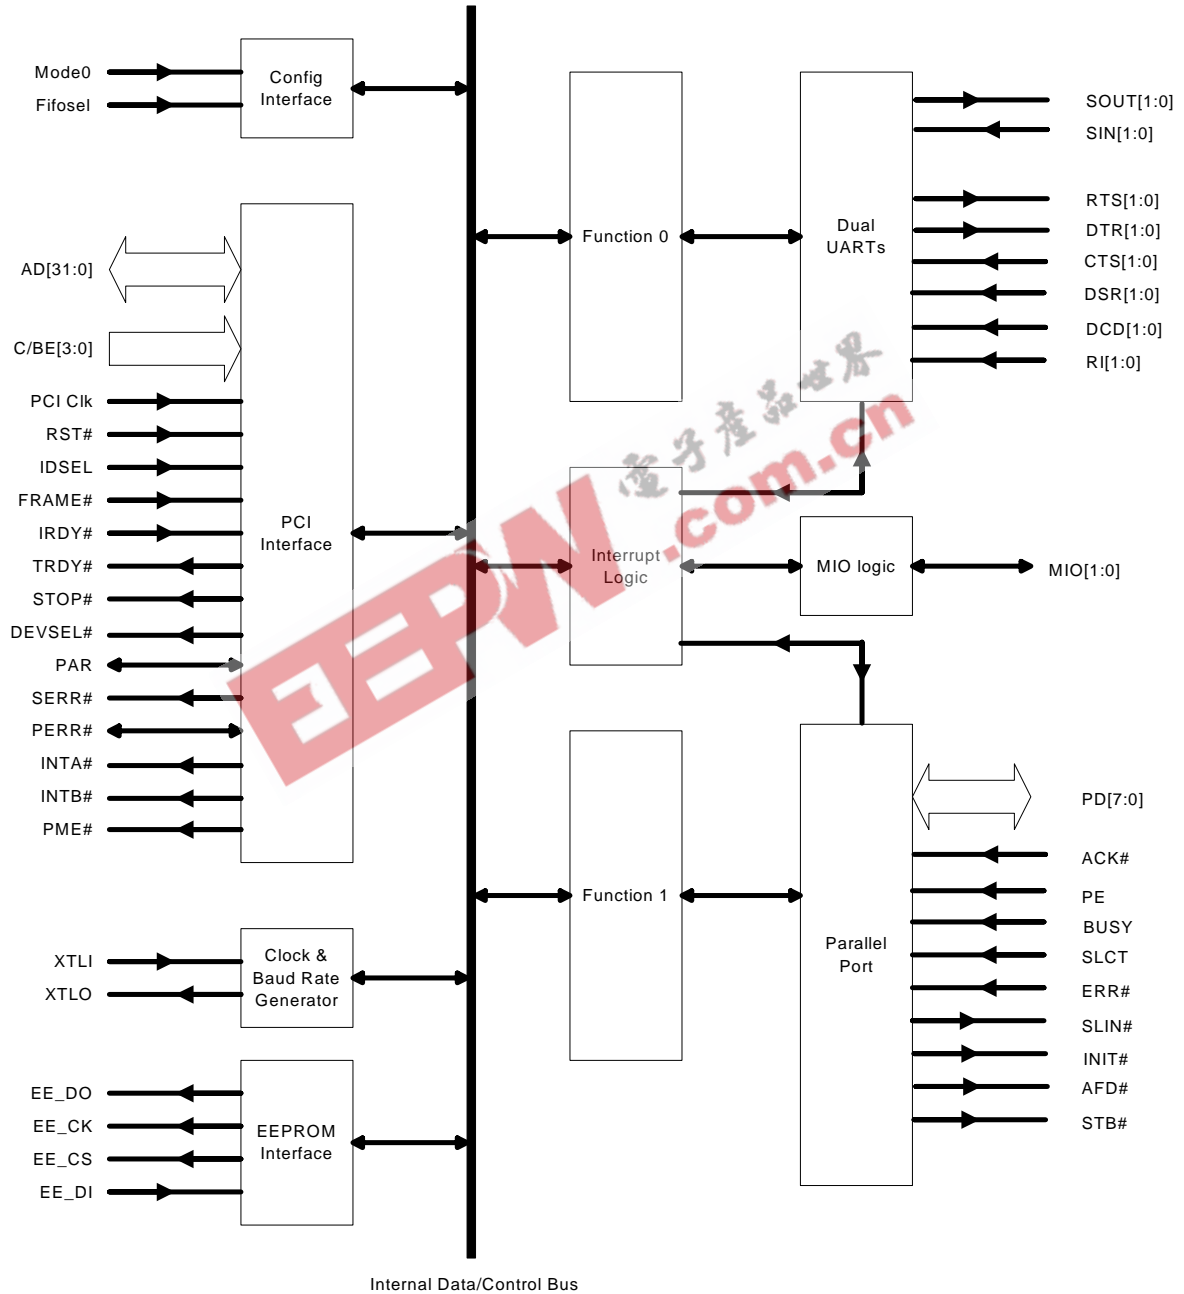 Mode0
Fifosel
Config
Interface
AD[31:0]
C/BE[3:0]
PCI Clk
RST#
IDSEL
FRAME#
IRDY#
TRDY#
STOP#
DEVSEL#
PAR
SERR#
PERR#
INTA#
INTB#
PME#
PCI
Interface
XTLI
XTLO
Clock &
Baud Rate
Generator
EE_DO
EE_CK
EE_CS
EE_DI
EEPROM
Interface
Internal Data/Control Bus
Function 0
Dual
UARTs
SOUT[1:0]
SIN[1:0]
RTS[1:0]
DTR[1:0]
CTS[1:0]
DSR[1:0]
DCD[1:0]
RI[1:0]
Interrupt
Logic
MIO logic
MIO[1:0]
Function 1
Parallel
Port
PD[7:0]
ACK#
PE
BUSY
SLCT
ERR#
SLIN#
INIT#
AFD#
STB#
EEPW
.com.cn
電子產品世界